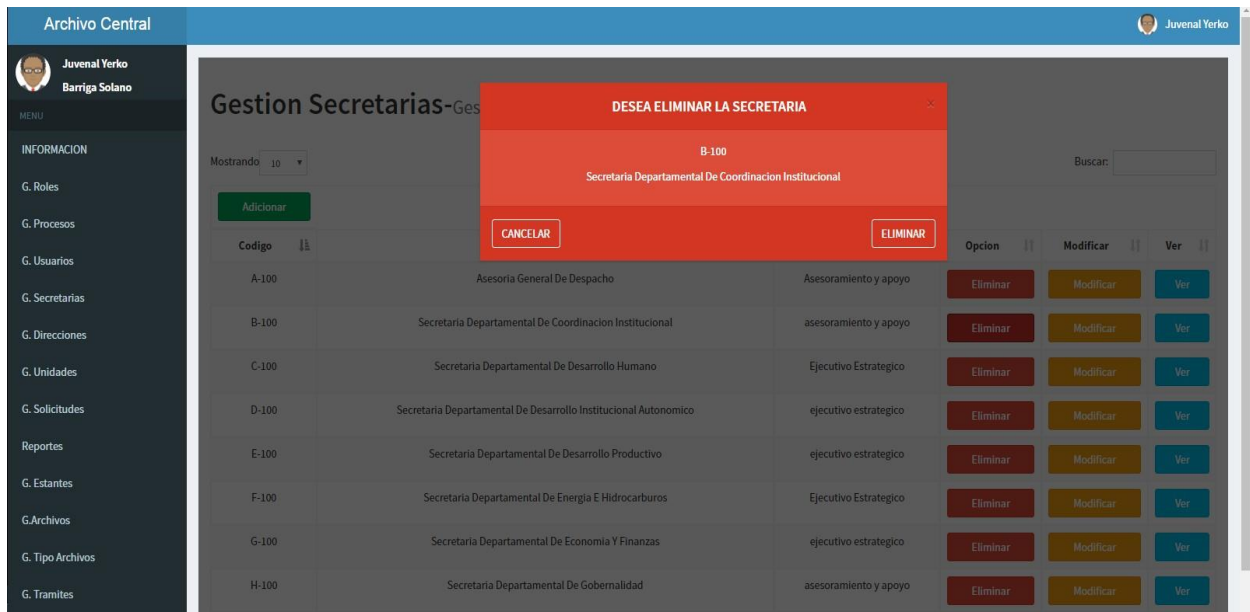 Archivo Central
Juvenal Yerko
Juvenal Yerko
Barriga Solano
MENU
INFORMACION
G. Roles
G. Procesos
G. Usuarios
G. Secretarias
G. Direcciones
G. Unidades
G. Solicitudes
Reportes
G. Estantes
G.Archivos
G. Tipo Archivos
G. Tramites
Gestion Secretarias-Ges
DESEA ELIMINAR LA SECRETARIA ×
B-100
Secretaria Departamental De Coordinacion Institucional
CANCELAR ELIMINAR
Mostrando 10 Buscar:
Adicionar
Codigo Opcion Modificar Ver
A-100 Asesoria General De Despacho Asesoramiento y apoyo Eliminar Modificar Ver
B-100 Secretaria Departamental De Coordinacion Institucional asesoramiento y apoyo Eliminar Modificar Ver
C-100 Secretaria Departamental De Desarrollo Humano Ejecutivo Estrategico Eliminar Modificar Ver
D-100 Secretaria Departamental De Desarrollo Institucional Autonomico ejecutivo estrategico Eliminar Modificar Ver
E-100 Secretaria Departamental De Desarrollo Productivo ejecutivo estrategico Eliminar Modificar Ver
F-100 Secretaria Departamental De Energia E Hidrocarburos Ejecutivo Estrategico Eliminar Modificar Ver
G-100 Secretaria Departamental De Economia Y Finanzas ejecutivo estrategico Eliminar Modificar Ver
H-100 Secretaria Departamental De Gobernalidad asesoramiento y apoyo Eliminar Modificar Ver